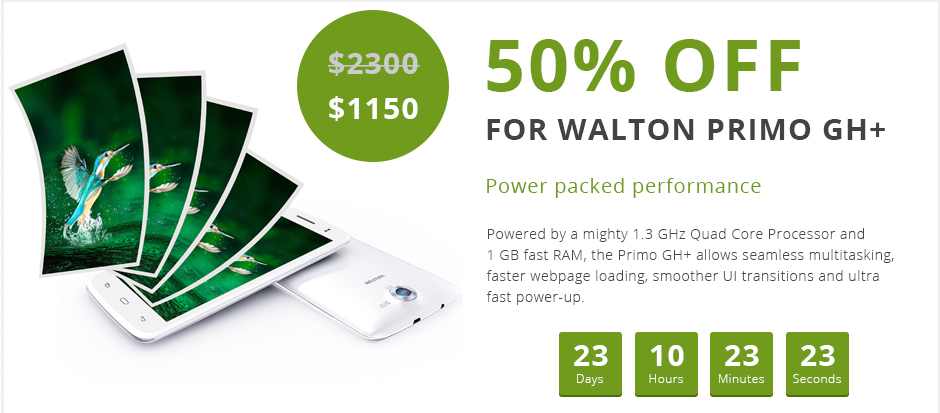 $2300
$1150
50% OFF
FOR WALTON PRIMO GH+
Power packed performance
Powered by a mighty 1.3 GHz Quad Core Processor and
1 GB fast RAM, the Primo GH+ allows seamless multitasking,
faster webpage loading, smoother UI transitions and ultra
fast power-up.
23 10 23 23
Days Hours Minutes Seconds